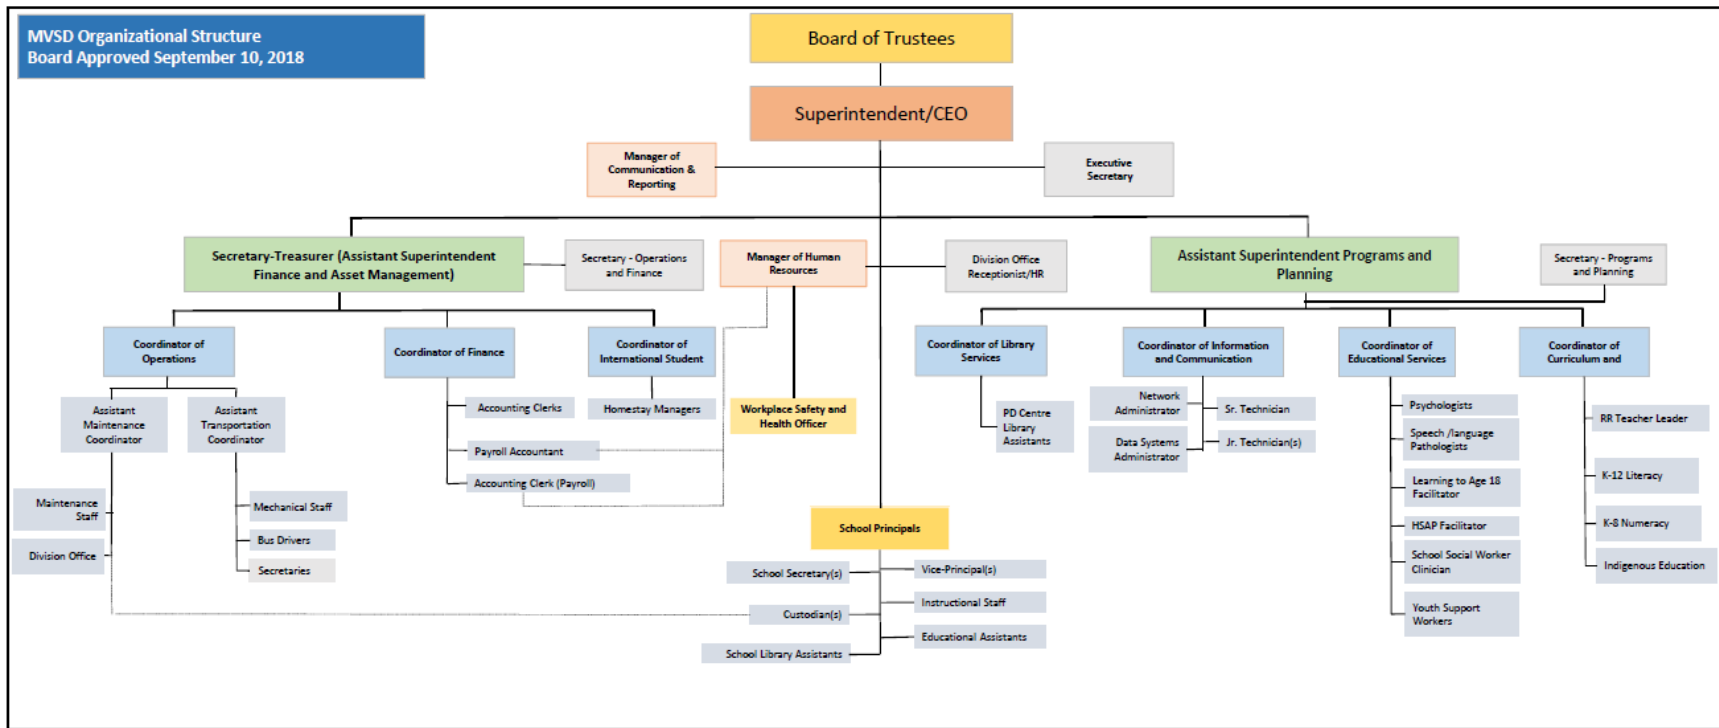 MVSD Organizational Structure
Board Approved September 10, 2018
Board of Trustees
Superintendent/CEO
Manager of
Communication &
Reporting
Executive
Secretary
Secretary-Treasurer (Assistant Superintendent
Finance and Asset Management)
Secretary - Operations
and Finance
Manager of Human
Resources
Division Office
Receptionist/HR
Assistant Superintendent Programs and
Planning
Secretary - Programs
and Planning
Coordinator of
Operations
Coordinator of Finance
Coordinator of
International Student
Coordinator of Library
Services
Coordinator of Information
and Communication
Coordinator of
Educational Services
Coordinator of
Curriculum and
Assistant
Maintenance
Coordinator
Assistant
Transportation
Coordinator
Accounting Clerks
Payroll Accountant
Accounting Clerk (Payroll)
Homestay Managers
Workplace Safety and
Health Officer
PD Centre
Library
Assistants
Network
Administrator
Data Systems
Administrator
Sr. Technician
Jr. Technician(s)
Psychologists
Speech /language
Pathologists
Learning to Age 18
Facilitator
HSAP Facilitator
School Social Worker
Clinician
Youth Support
Workers
RR Teacher Leader
K-12 Literacy
K-8 Numeracy
Indigenous Education
Maintenance
Staff
Division Office
Mechanical Staff
Bus Drivers
Secretaries
School Principals
School Secretary(s)
Custodian(s)
School Library Assistants
Vice-Principal(s)
Instructional Staff
Educational Assistants